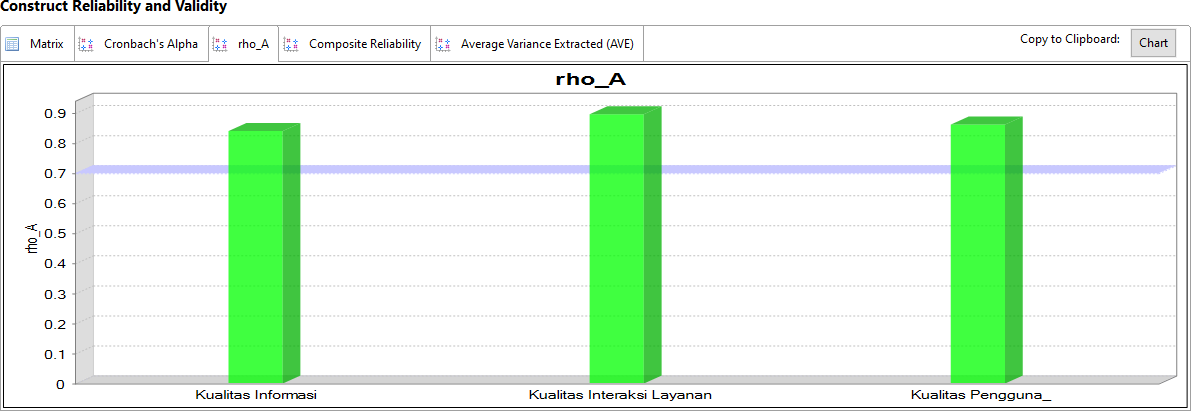 Construct Reliability and Validity
Matrix Cronbach's Alpha rho_A Composite Reliability Average Variance Extracted (AVE) Copy to Clipboard: Chart
rho_A
0.9
0.8
0.7
0.6
0.5
0.4
0.3
0.2
0.1
0
rho_A
Kualitas Informasi Kualitas Interaksi Layanan Kualitas Pengguna_